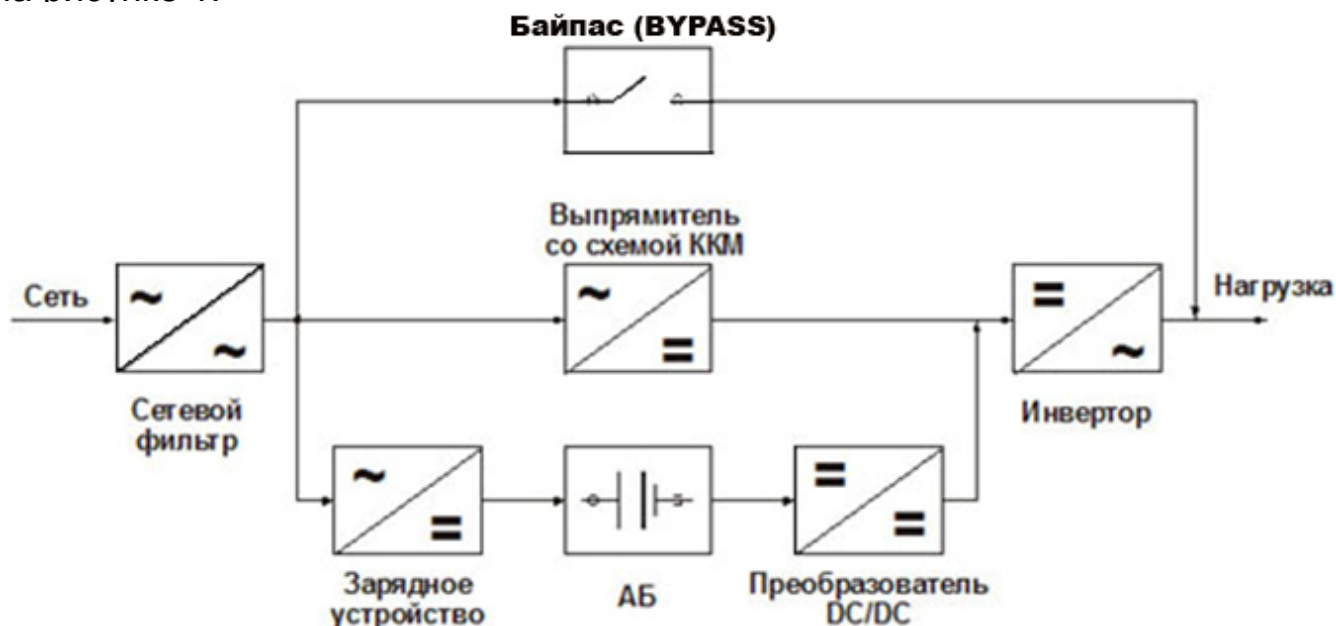 Байпас (BYPASS)
Выпрямитель
со схемой ККМ
Сеть
Нагрузка
Сетевой
фильтр
Инвертор
Зарядное
устройство
АБ
Преобразователь
DC/DC